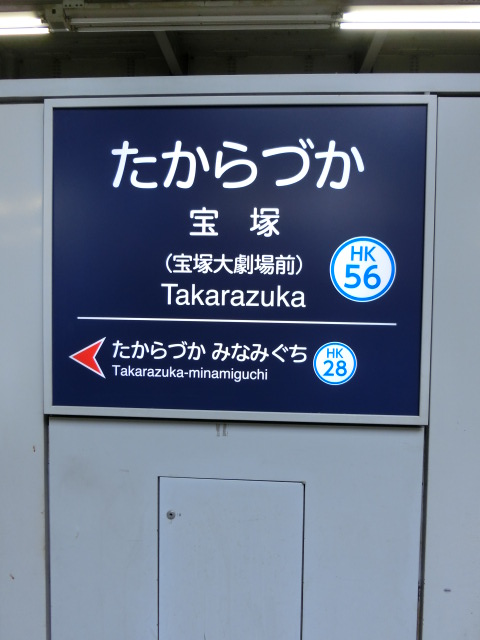 たからづか
宝塚
(宝塚大劇場前)
Takarazuka
HK
56
たからづか みなみぐち
Takarazuka-minamiguchi
HK
28